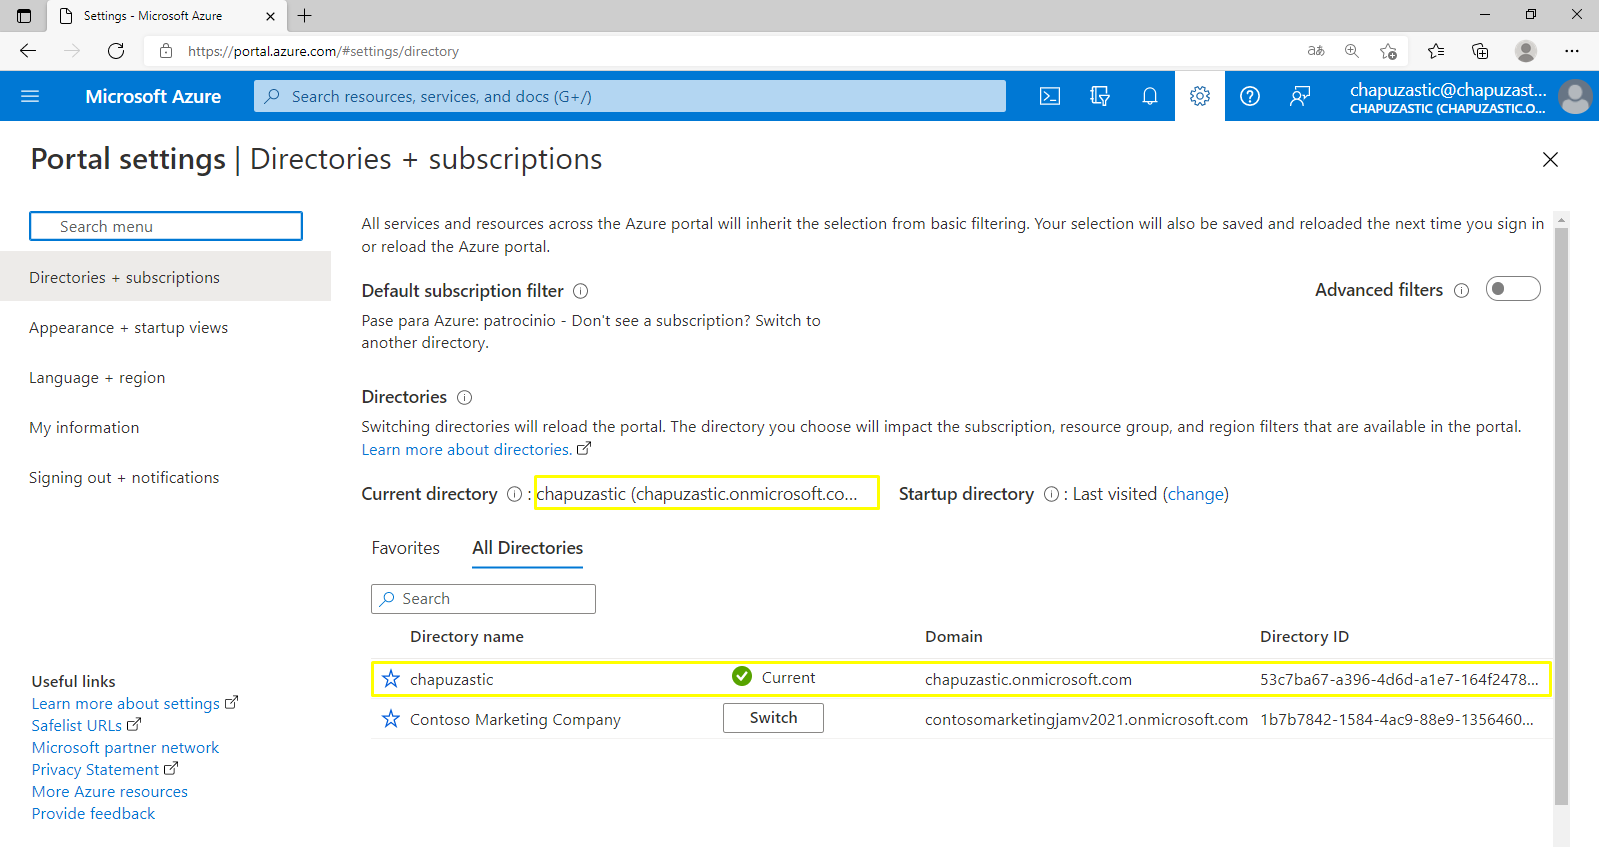 Settings - Microsoft Azure
https://portal.azure.com/#settings/directory
Microsoft Azure
Search resources, services, and docs (G+/)
chapuzastic@chapuzast...
CHAPUZASTIC (CHAPUZASTIC.O...
Portal settings | Directories + subscriptions
Search menu
Directories + subscriptions
Appearance + startup views
Language + region
My information
Signing out + notifications
Useful links
Learn more about settings
Safelist URLs
Microsoft partner network
Privacy Statement
More Azure resources
Provide feedback
All services and resources across the Azure portal will inherit the selection from basic filtering. Your selection will also be saved and reloaded the next time you sign in
or reload the Azure portal.
Default subscription filter
Advanced filters
Pase para Azure: patrocinio - Don't see a subscription? Switch to
another directory.
Directories
Switching directories will reload the portal. The directory you choose will impact the subscription, resource group, and region filters that are available in the portal.
Learn more about directories.
Current directory : chapuzastic (chapuzastic.onmicrosoft.co...
Startup directory : Last visited (change)
Favorites All Directories
Search
Directory name Domain Directory ID
chapuzastic Current chapuzastic.onmicrosoft.com 53c7ba67-a396-4d6d-a1e7-164f2478...
Contoso Marketing Company Switch contosomarketingjamv2021.onmicrosoft.com 1b7b7842-1584-4ac9-88e9-1356460...